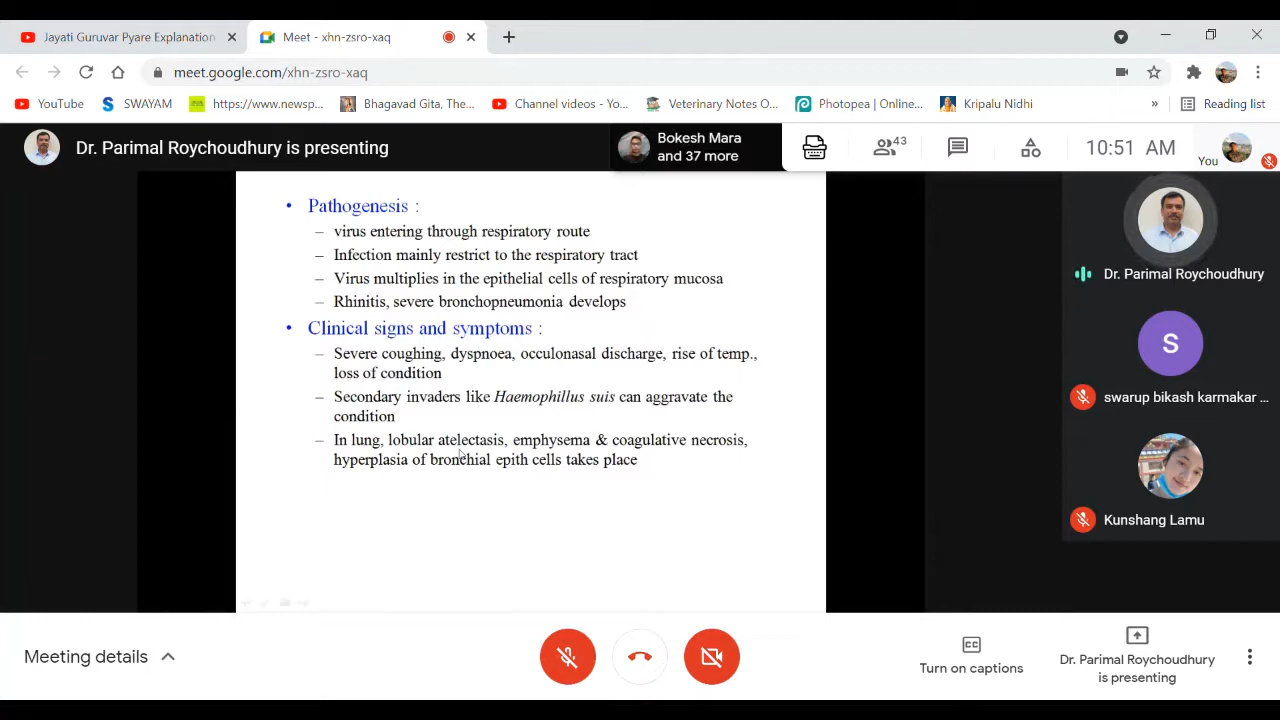 Jayati Guruvar Pyare Explanation
Meet - xhn-zsro-xaq
meet.google.com/xhn-zsro-xaq
YouTube
SWAYAM
https://www.newsp...
Bhagavad Gita, The...
Channel videos - Yo...
Veterinary Notes O...
Photopea | Online...
Kripalu Nidhi
»
Reading list
Dr. Parimal Roychoudhury is presenting
Bokesh Mara
and 37 more
43
10:51 AM
You
• Pathogenesis :
– virus entering through respiratory route
– Infection mainly restrict to the respiratory tract
– Virus multiplies in the epithelial cells of respiratory mucosa
– Rhinitis, severe bronchopneumonia develops
• Clinical signs and symptoms :
– Severe coughing, dyspnoea, occulonasal discharge, rise of temp.,
loss of condition
– Secondary invaders like Haemophillus suis can aggravate the
condition
– In lung, lobular atelectasis, emphysema & coagulative necrosis,
hyperplasia of bronchial epith cells takes place
Dr. Parimal Roychoudhury
S
swarup bikash karmakar ...
Kunshang Lamu
Meeting details
CC
Turn on captions
Dr. Parimal Roychoudhury
is presenting